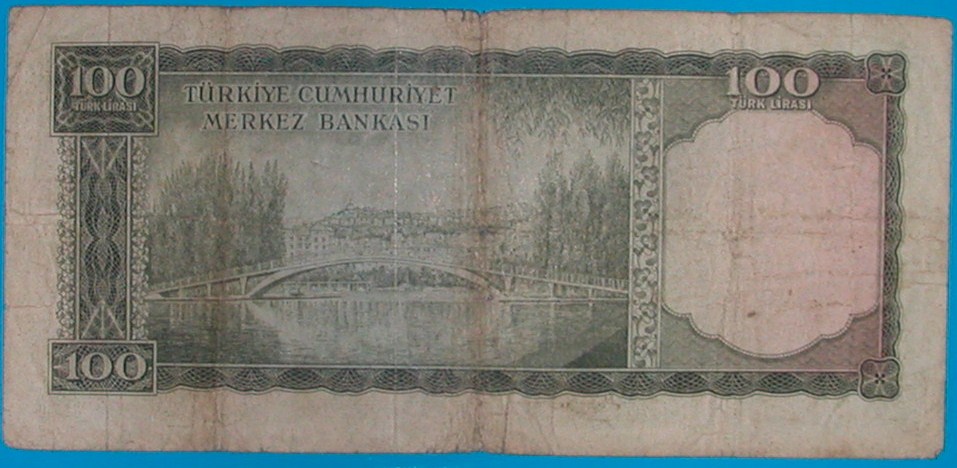 100
TÜRK LİRASI
TÜRKİYE CUMHURİYET
MERKEZ BANKASI
100
TÜRK LİRASI
100